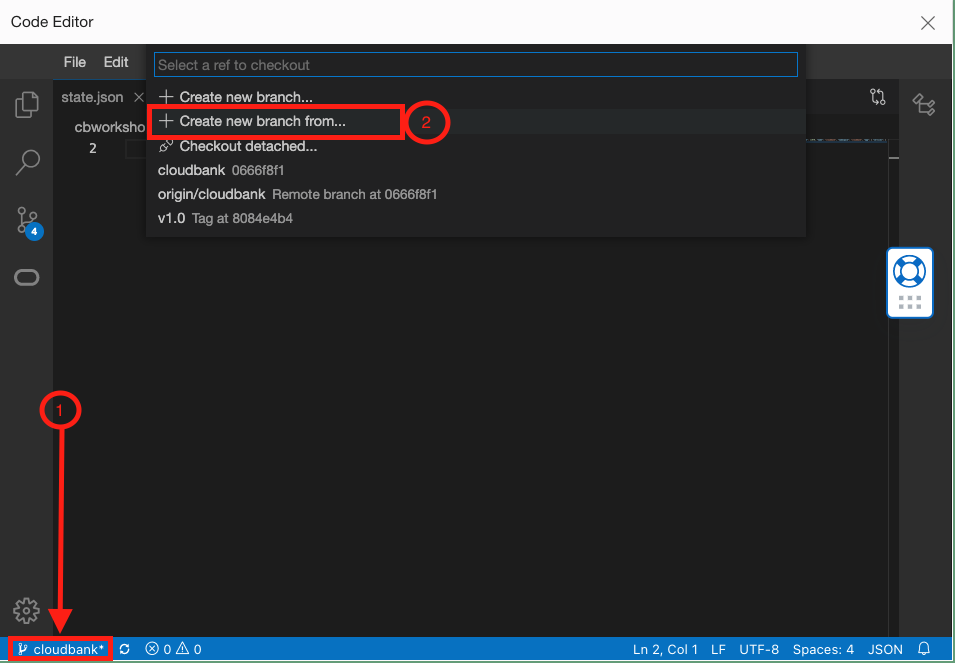 Code Editor
File Edit
Select a ref to checkout
state.json
Create new branch...
cbworksho
Create new branch from...
2
2
Checkout detached...
cloudbank 0666f8f1
origin/cloudbank Remote branch at 0666f8f1
v1.0 Tag at 8084e4b4
4
1
cloudbank* 0 0 Ln 2, Col 1 LF UTF-8 Spaces: 4 JSON